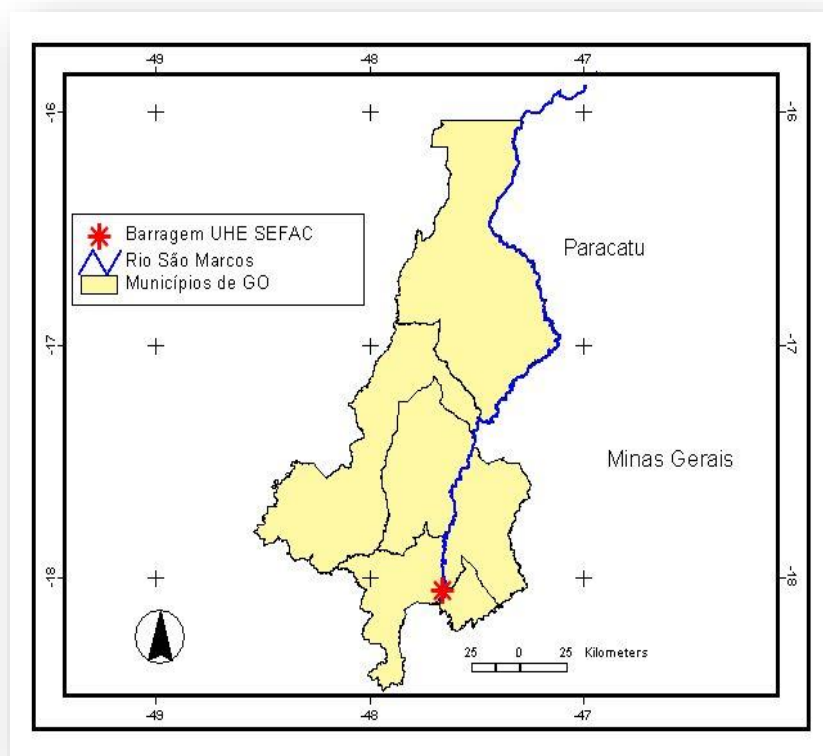 -49 -48 -47
-16 -16
Barragem UHE SEFAC
Rio São Marcos
Municípios de GO
Paracatu
-17 -17
Minas Gerais
-18 -18
25 0 25 Kilometers
-49 -48 -47